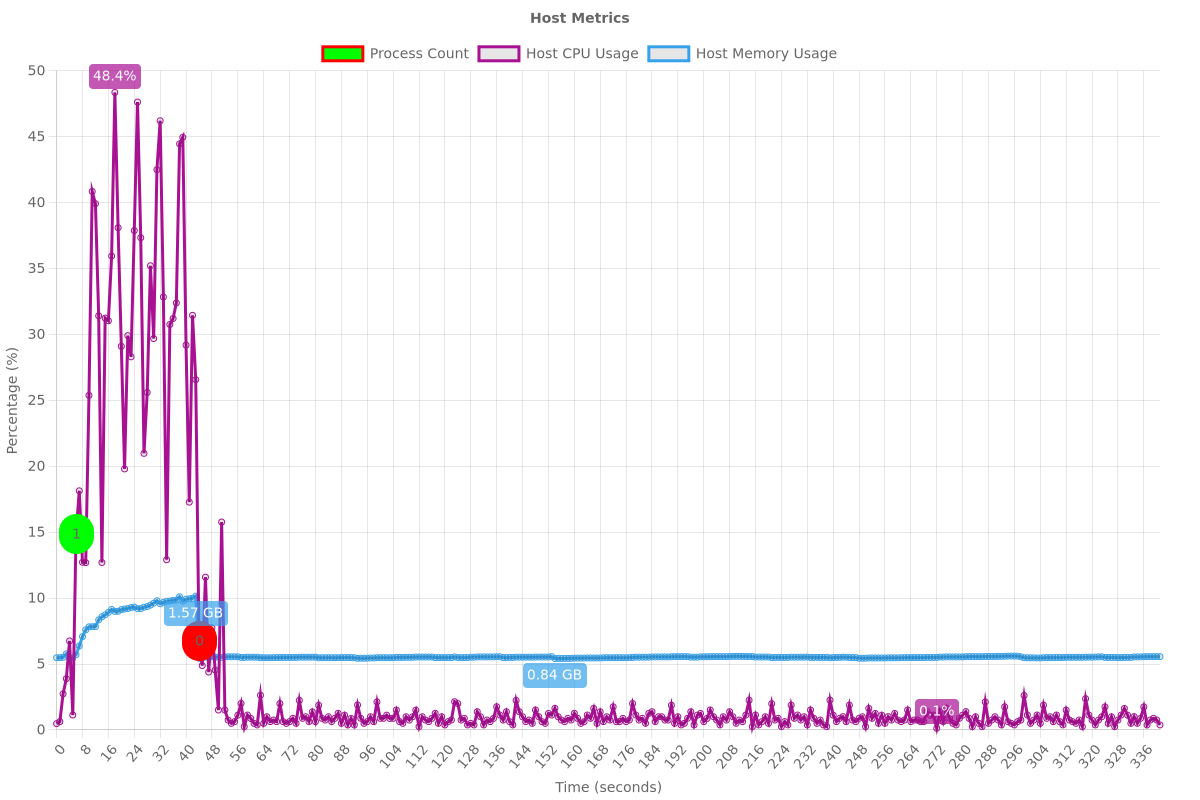 Host Metrics
Process Count Host CPU Usage Host Memory Usage
50
48.4%
45
40
35
30
25
20
15
1
10
1.57 GB
0
5
0.84 GB
0.1%
0
Percentage (%)
0 8 16 24 32 40 48 56 64 72 80 88 96 104 112 120 128 136 144 152 160 168 176 184 192 200 208 216 224 232 240 248 256 264 272 280 288 296 304 312 320 328 336
Time (seconds)